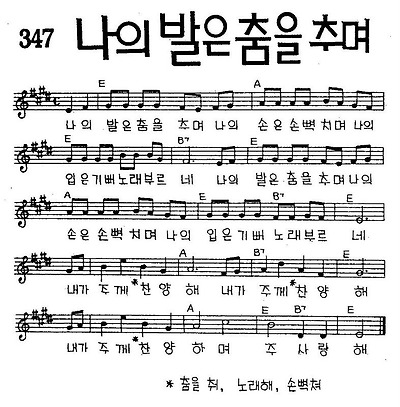 347 나의 발은 춤을 추며
E A
나의 발은춤을 추며 나의 손은손뼉치며나의
E B⁷ E
입은기뻐노래부르 네 나의 발은 춤을 추며나의
A E B⁷ E
손은 손뼉 치며나의 입은기뻐 노래부르 네
A E B⁷ E
내가 주께*찬양 해 내가 주께*찬양 해
A E B⁷ E
내가 주께*찬양 하며 주 사랑 해
* 춤을 춰, 노래해, 손뼉쳐